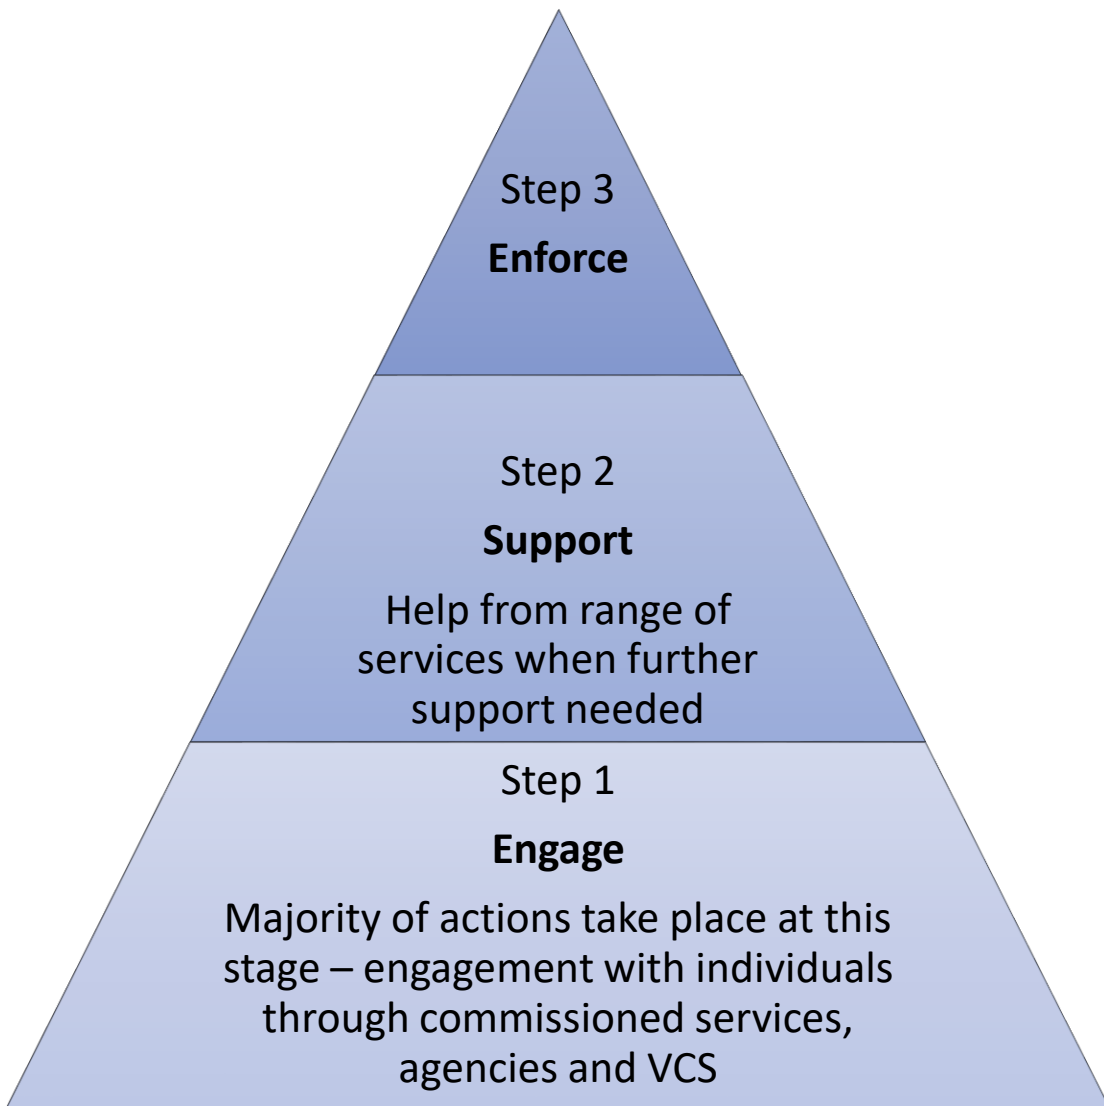 Step 3
Enforce
Step 2
Support
Help from range of
services when further
support needed
Step 1
Engage
Majority of actions take place at this
stage – engagement with individuals
through commissioned services,
agencies and VCS